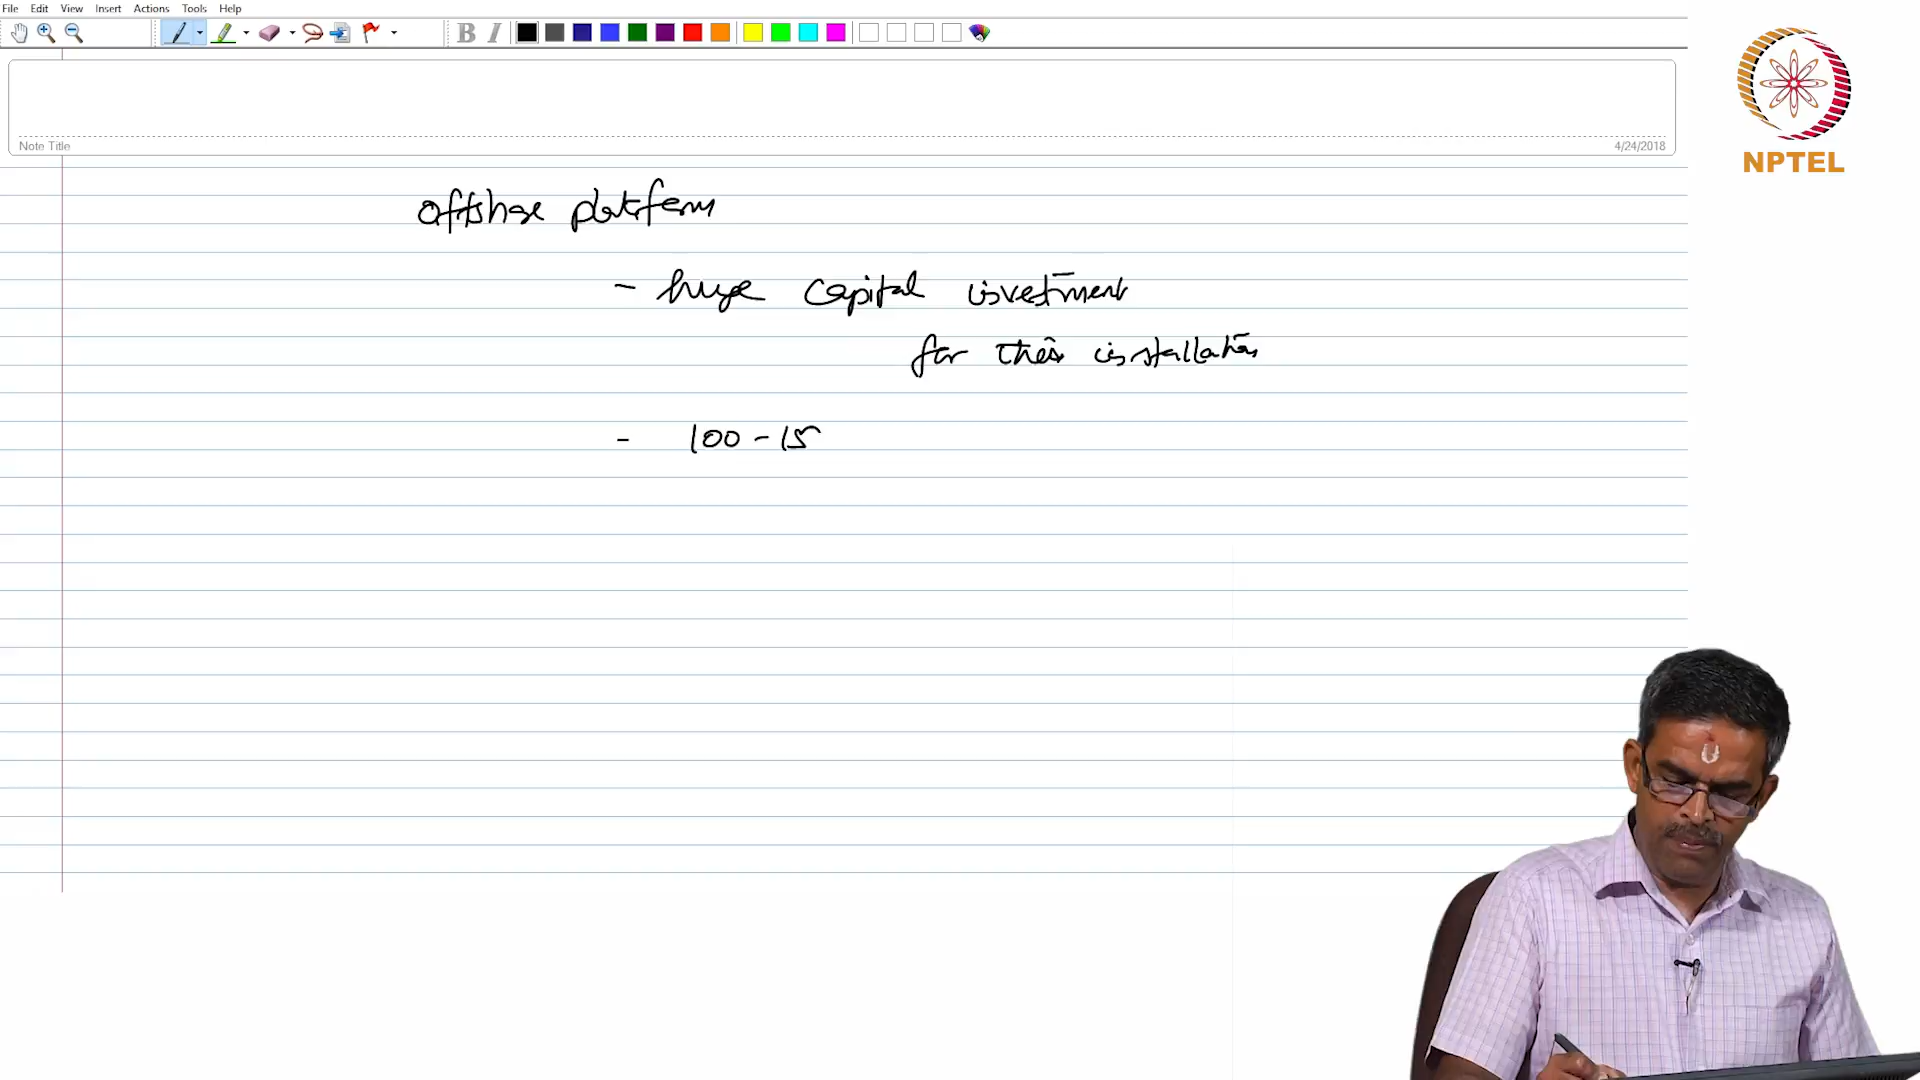 File Edit View Insert Actions Tools Help
B I
NPTEL
Note Title 4/24/2018
offshore platform
- huge capital investment
for their installation
- 100-15